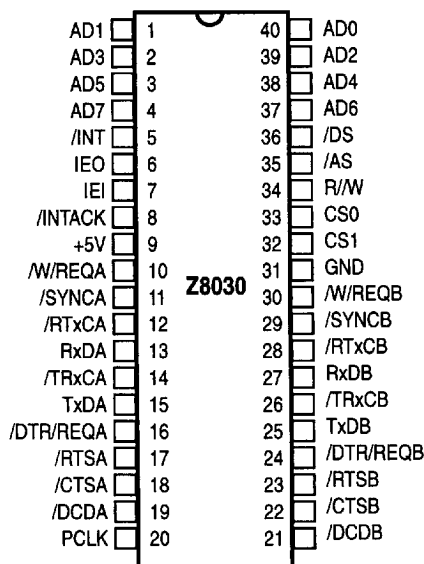 AD1 1 40 AD0
AD3 2 39 AD2
AD5 3 38 AD4
AD7 4 37 AD6
/INT 5 36 /DS
IEO 6 35 /AS
IEI 7 34 R//W
/INTACK 8 33 CS0
+5V 9 32 CS1
/W/REQA 10 31 GND
Z8030
/SYNCA 11 30 /W/REQB
/RTxCA 12 29 /SYNCB
RxDA 13 28 /RTxCB
/TRxCA 14 27 RxDB
TxDA 15 26 /TRxCB
/DTR/REQA 16 25 TxDB
/RTSA 17 24 /DTR/REQB
/CTSA 18 23 /RTSB
/DCDA 19 22 /CTSB
PCLK 20 21 /DCDB